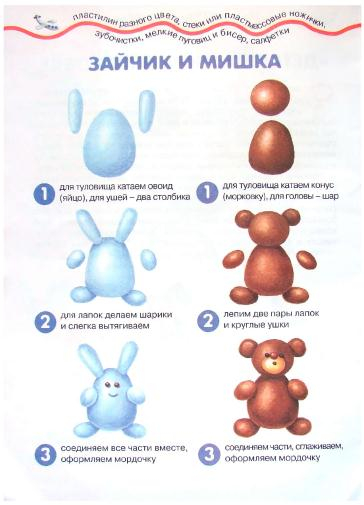 пластилин разного цвета, стеки или пластмассовые ножички,
зубочистки, мелкие пуговиц и бисер, салфетки
ЗАЙЧИК И МИШКА
1 для туловища катаем овоид
(яйцо), для ушей – два столбика
1 для туловища катаем конус
(морковку), для головы – шар
2 для лапок делаем шарики
и слегка вытягиваем
2 лепим две пары лапок
и круглые ушки
3 соединяем все части вместе,
оформляем мордочку
3 соединяем части, сглаживаем,
оформляем мордочку